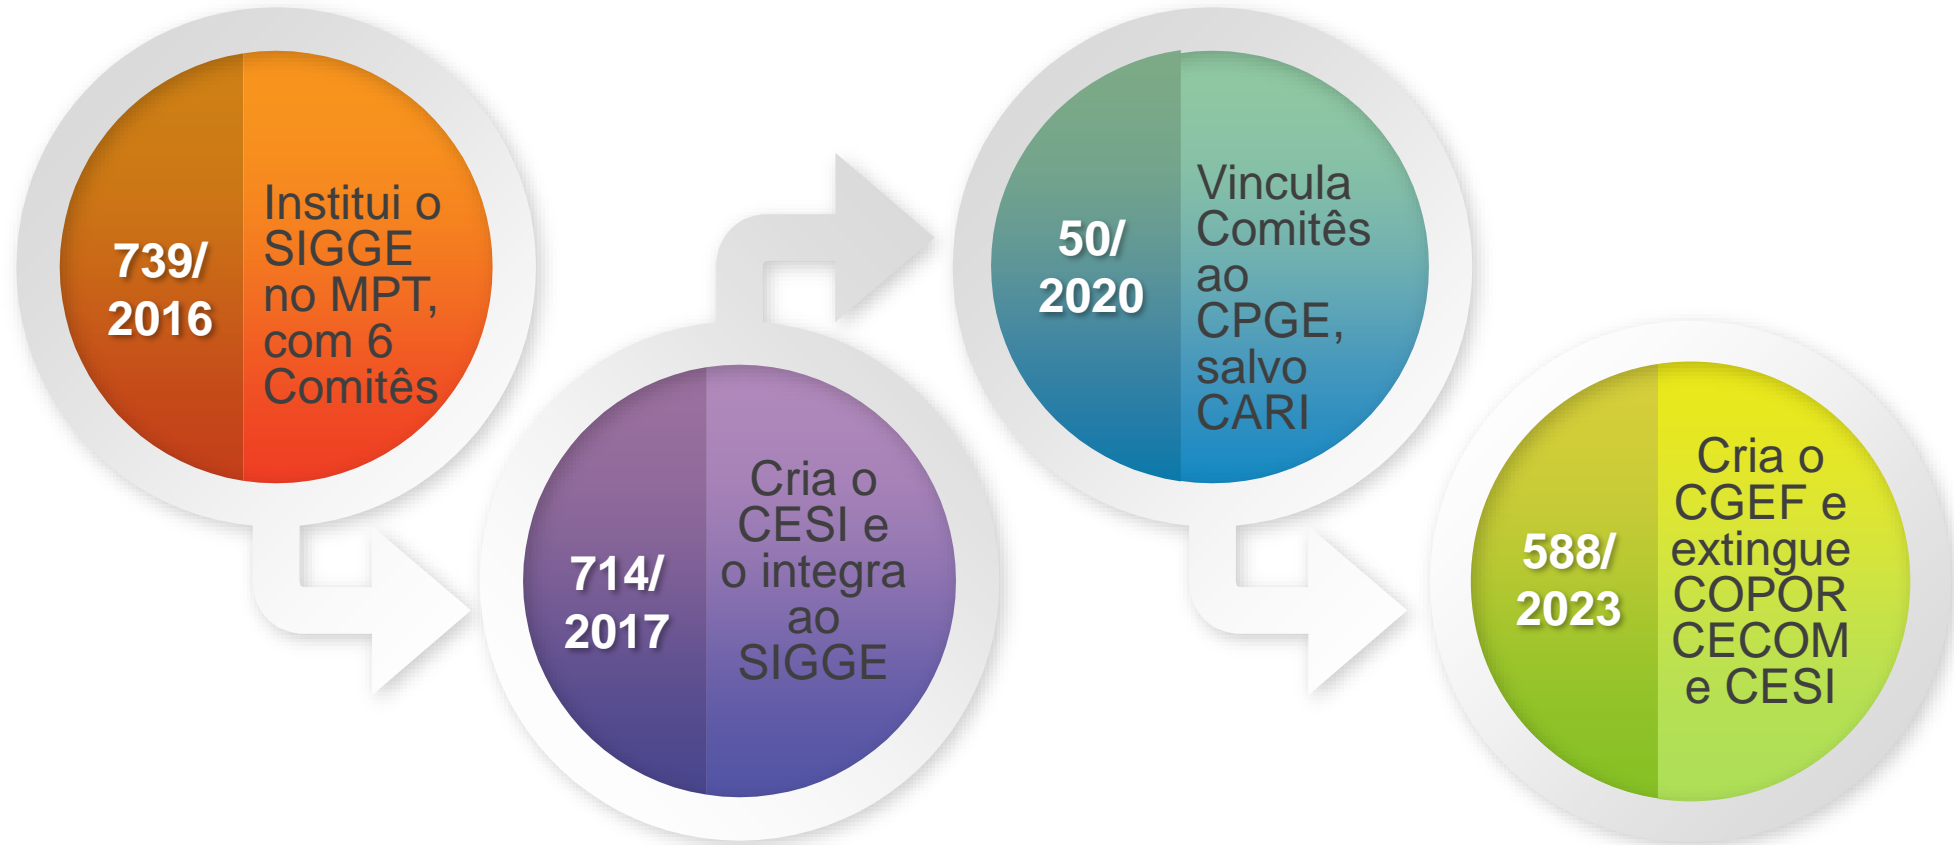 739/
2016
Institui o
SIGGE
no MPT,
com 6
Comitês
714/
2017
Cria o
CESI e
o integra
ao
SIGGE
50/
2020
Vincula
Comitês
ao
CPGE,
salvo
CARI
588/
2023
Cria o
CGEF e
extingue
COPOR
CECOM
e CESI